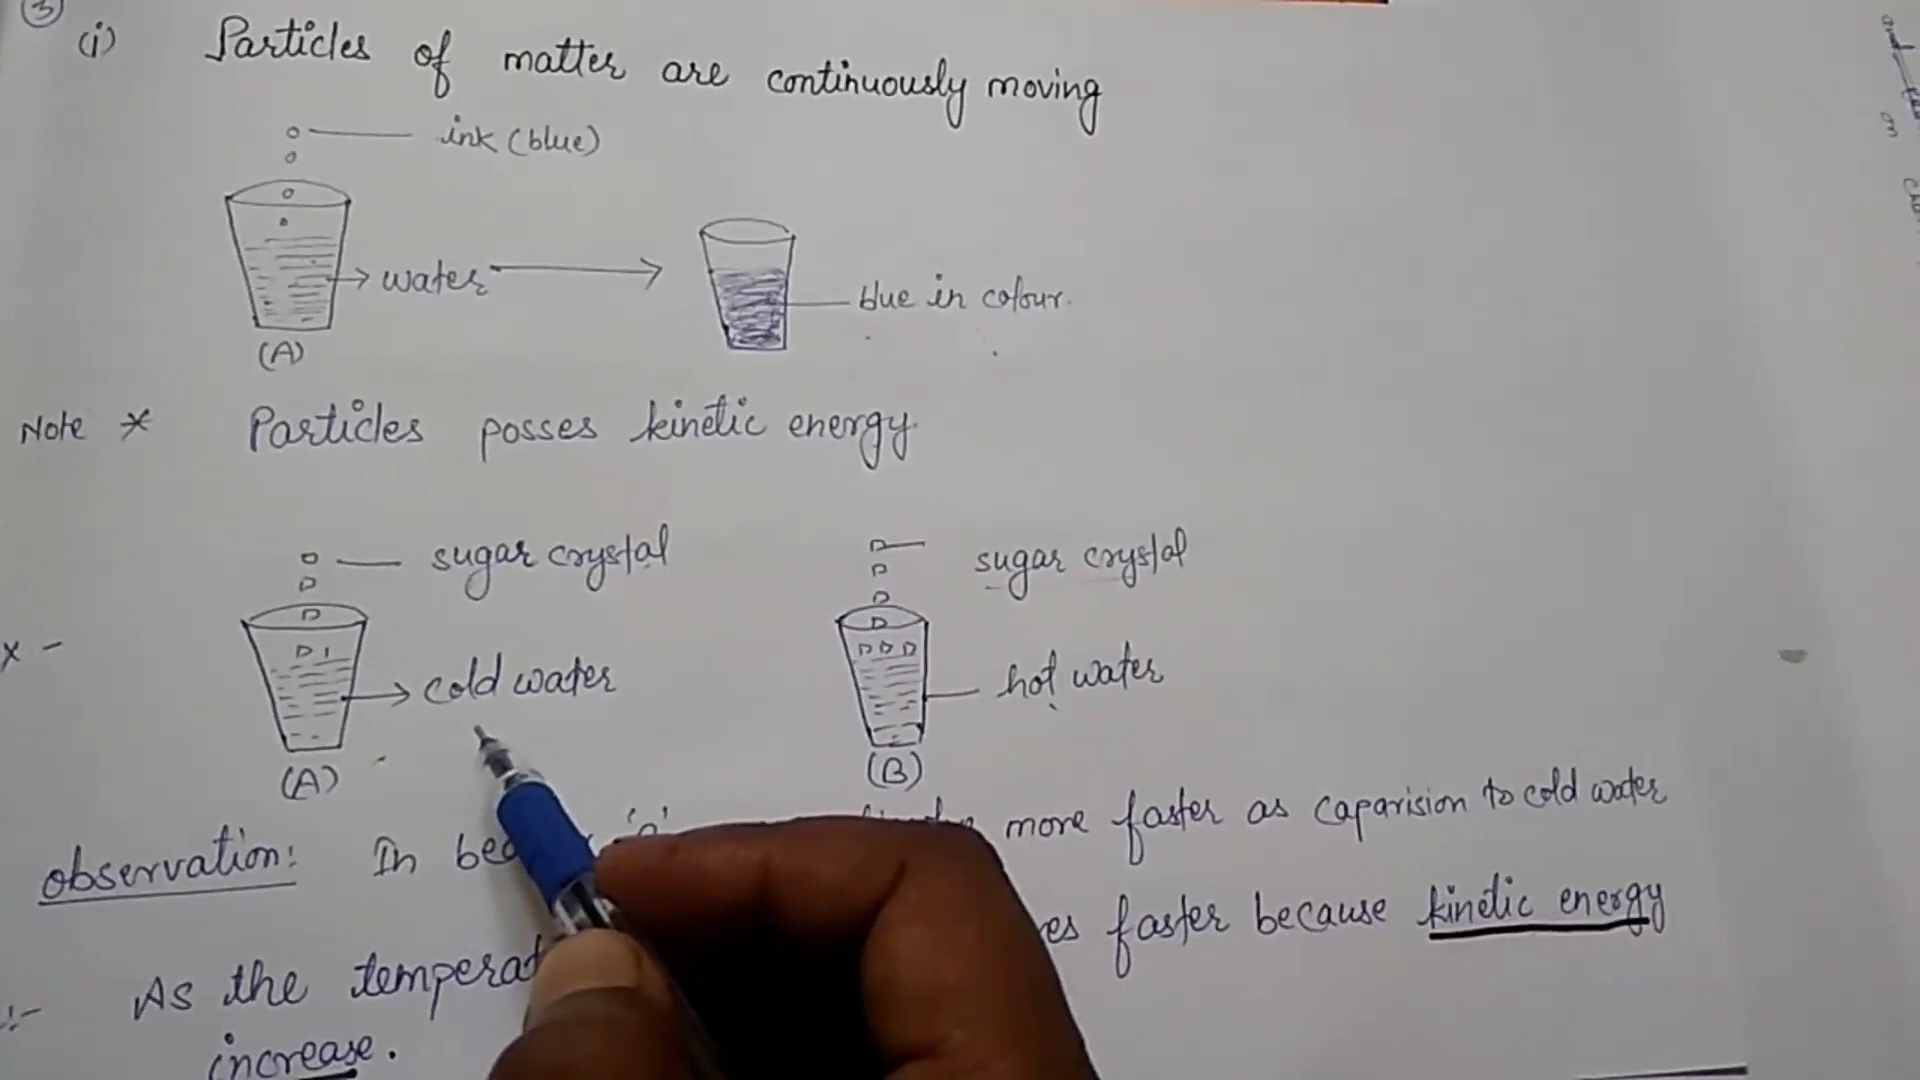 3
(i) Particles of matter are continuously moving
ink (blue)
water
blue in colour.
(A)
Note * Particles posses kinetic energy
sugar crystal
sugar crystal
x -
cold water
hot water
(A)
(B)
observation: In more faster as caparision to cold water
As the faster because kinetic energy
increase.